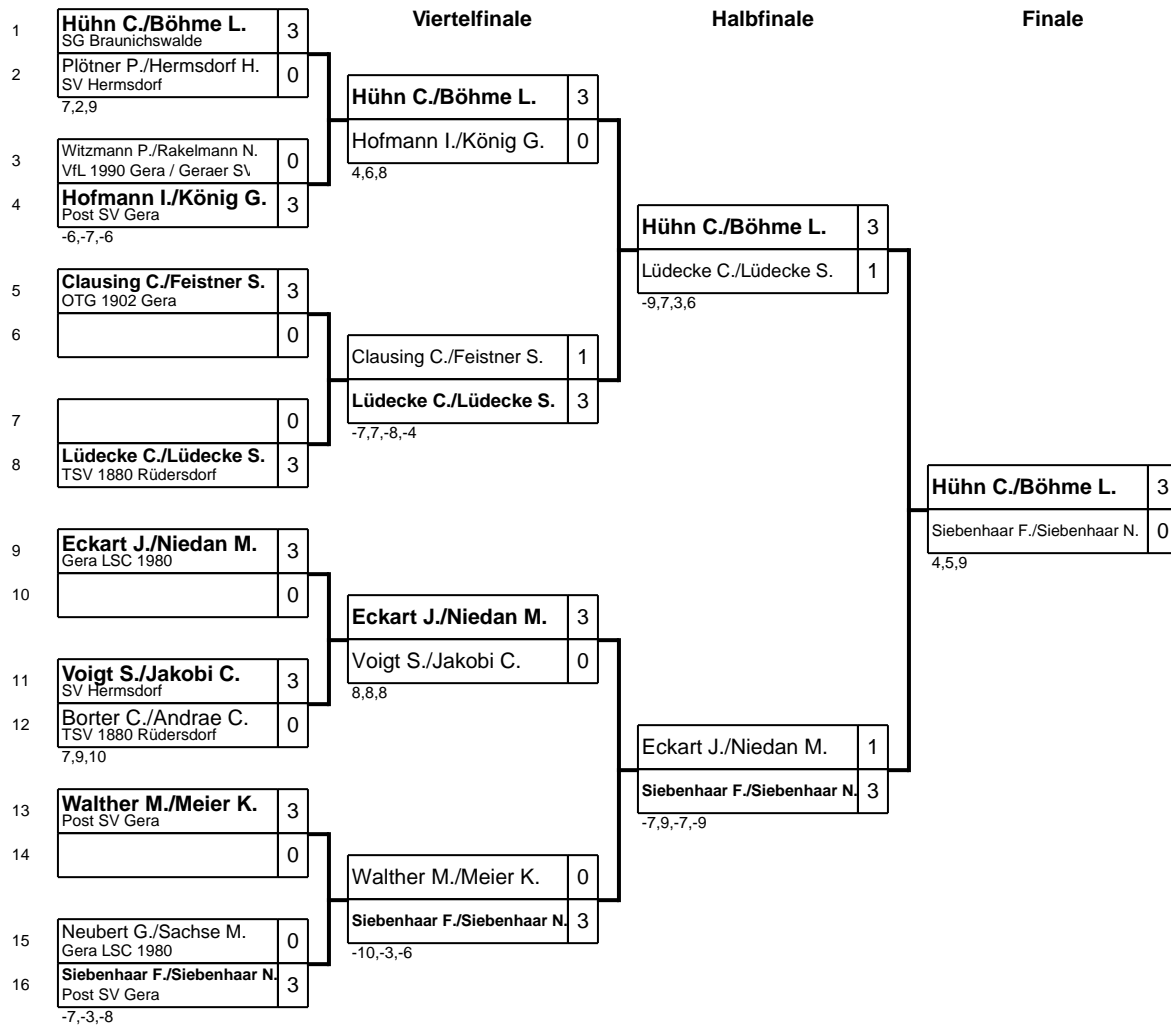 Viertelfinale
Halbfinale
Finale
1
Hühn C./Böhme L.
3
SG Braunichswalde
2
Plötner P./Hermsdorf H.
0
SV Hermsdorf
7,2,9
3
Witzmann P./Rakelmann N.
0
VfL 1990 Gera / Geraer SV
4
Hofmann I./König G.
3
Post SV Gera
-6,-7,-6
5
Clausing C./Feistner S.
3
OTG 1902 Gera
6
0
7
0
8
Lüdecke C./Lüdecke S.
3
TSV 1880 Rüdersdorf
9
Eckart J./Niedan M.
3
Gera LSC 1980
10
0
11
Voigt S./Jakobi C.
3
SV Hermsdorf
12
Borter C./Andrae C.
0
TSV 1880 Rüdersdorf
7,9,10
13
Walther M./Meier K.
3
Post SV Gera
14
0
15
Neubert G./Sachse M.
0
Gera LSC 1980
16
Siebenhaar F./Siebenhaar N.
3
Post SV Gera
-7,-3,-8
Hühn C./Böhme L.
3
Hofmann I./König G.
0
4,6,8
Clausing C./Feistner S.
1
Lüdecke C./Lüdecke S.
3
-7,7,-8,-4
Eckart J./Niedan M.
3
Voigt S./Jakobi C.
0
8,8,8
Walther M./Meier K.
0
Siebenhaar F./Siebenhaar N.
3
-10,-3,-6
Hühn C./Böhme L.
3
Lüdecke C./Lüdecke S.
1
-9,7,3,6
Eckart J./Niedan M.
1
Siebenhaar F./Siebenhaar N.
3
-7,9,-7,-9
Hühn C./Böhme L.
3
Siebenhaar F./Siebenhaar N.
0
4,5,9